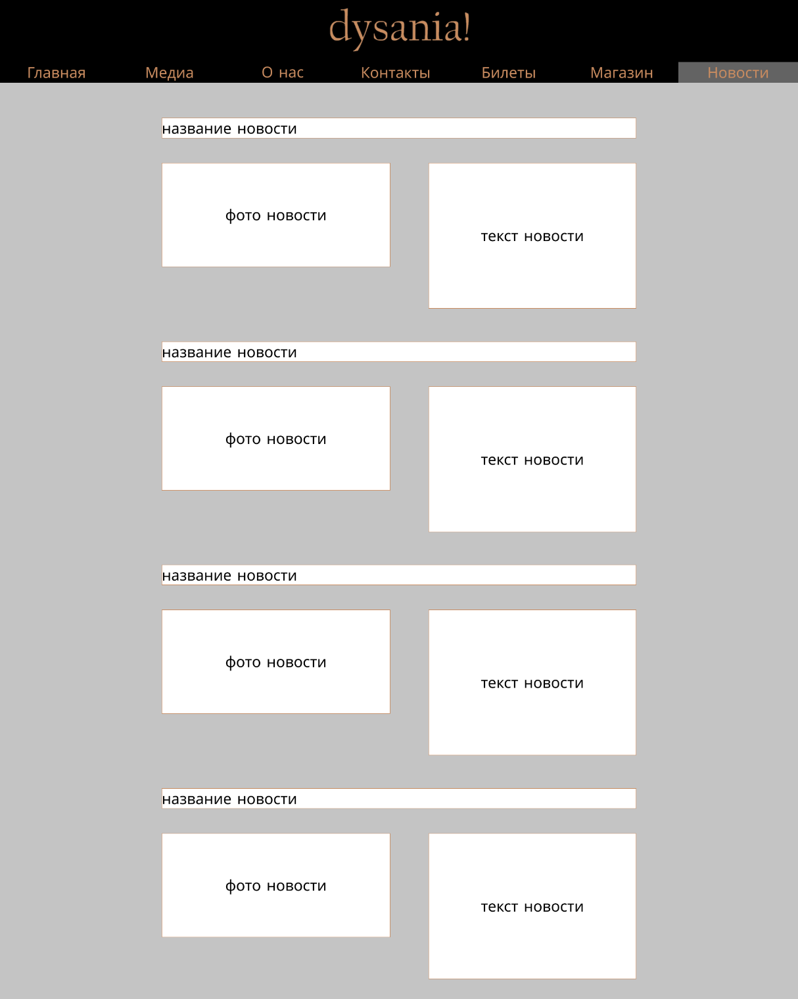 dysania!
Главная Медиа О нас Контакты Билеты Магазин Новости
название новости
фото новости
текст новости
название новости
фото новости
текст новости
название новости
фото новости
текст новости
название новости
фото новости
текст новости